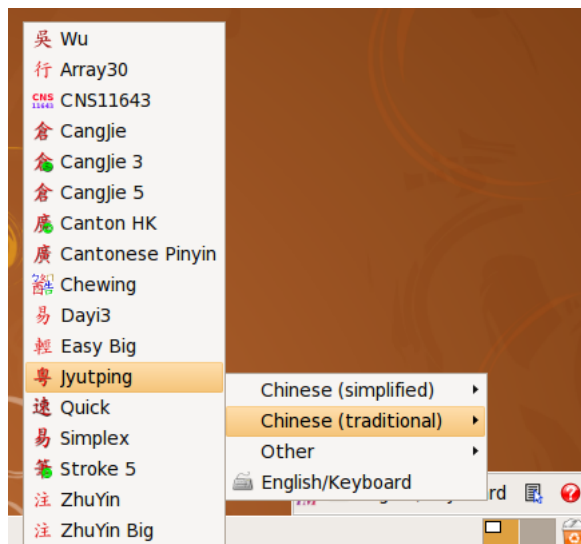 吳 Wu
行 Array30
CNS 11643 CNS11643
倉 CangJie
倉 CangJie 3
倉 CangJie 5
廣 Canton HK
廣 Cantonese Pinyin
Chewing
易 Dayi3
輕 Easy Big
粵 Jyutping
速 Quick
易 Simplex
筆 Stroke 5
注 ZhuYin
注 ZhuYin Big
Chinese (simplified)
Chinese (traditional)
Other
English/Keyboard
rd